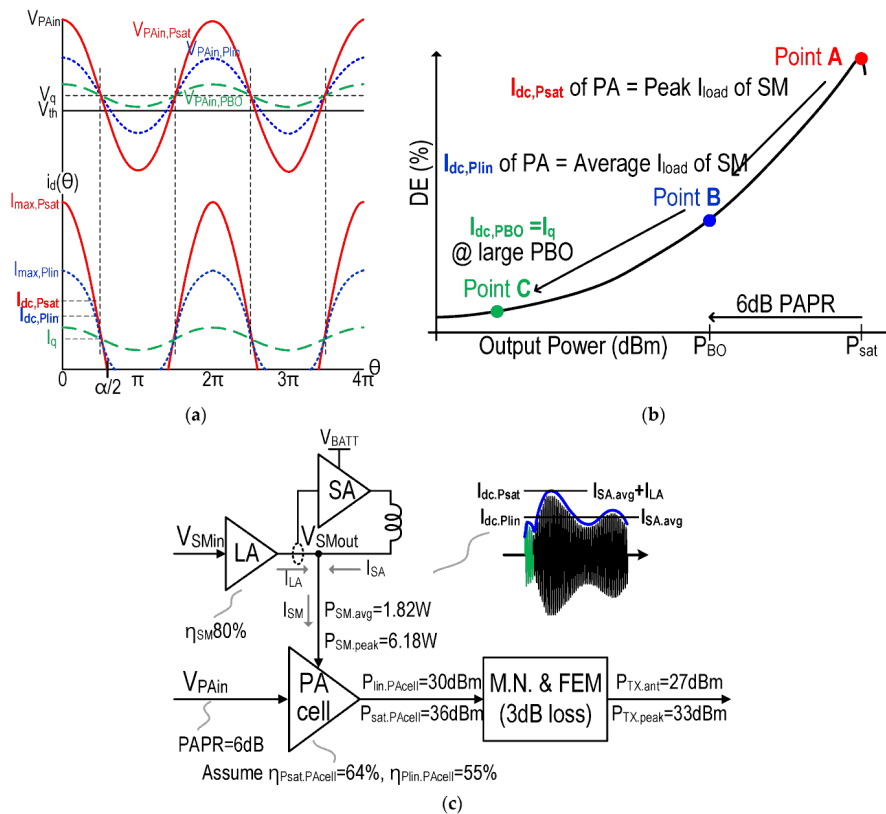 V_PAin
V_PAin,Psat
V_PAin,Plin
V_q
V_PAin,PBO
V_th
i_d(θ)
I_max,Psat
I_max,Plin
I_dc,Psat
I_dc,Plin
I_q
0 π 2π 3π 4π θ
α/2
(a)
DE (%)
Point A
I_dc,Psat of PA = Peak I_load of SM
I_dc,Plin of PA = Average I_load of SM
Point B
I_dc,PBO =I_q
@ large PBO
Point C
6dB PAPR
Output Power (dBm) P_BO P_sat
(b)
V_BATT
SA
V_SMin
LA
V_SMout
I_LA
I_SA
I_dc.Psat
I_SA.avg+I_LA
I_dc.Plin
I_SA.avg
η_SM80%
I_SM
P_SM.avg=1.82W
P_SM.peak=6.18W
V_PAin
PA
cell
P_lin.PAcell=30dBm
P_sat.PAcell=36dBm
M.N. & FEM
(3dB loss)
P_TX.ant=27dBm
P_TX.peak=33dBm
PAPR=6dB
Assume η_Psat.PAcell=64%, η_Plin.PAcell=55%
(c)